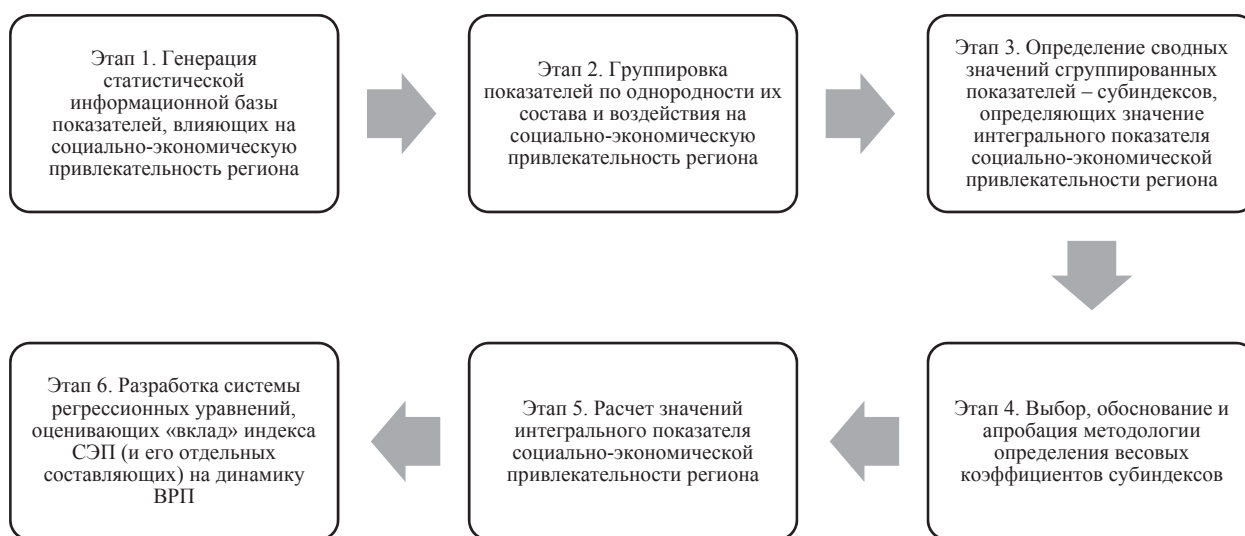 Этап 1. Генерация
статистической
информационной базы
показателей, влияющих на
социально-экономическую
привлекательность региона
Этап 2. Группировка
показателей по однородности их
состава и воздействия на
социально-экономическую
привлекательность региона
Этап 3. Определение сводных
значений сгруппированных
показателей – субиндексов,
определяющих значение
интегрального показателя
социально-экономической
привлекательности региона
Этап 4. Выбор, обоснование и
апробация методологии
определения весовых
коэффициентов субиндексов
Этап 5. Расчет значений
интегрального показателя
социально-экономической
привлекательности региона
Этап 6. Разработка системы
регрессионных уравнений,
оценивающих «вклад» индекса
СЭП (и его отдельных
составляющих) на динамику
ВРП